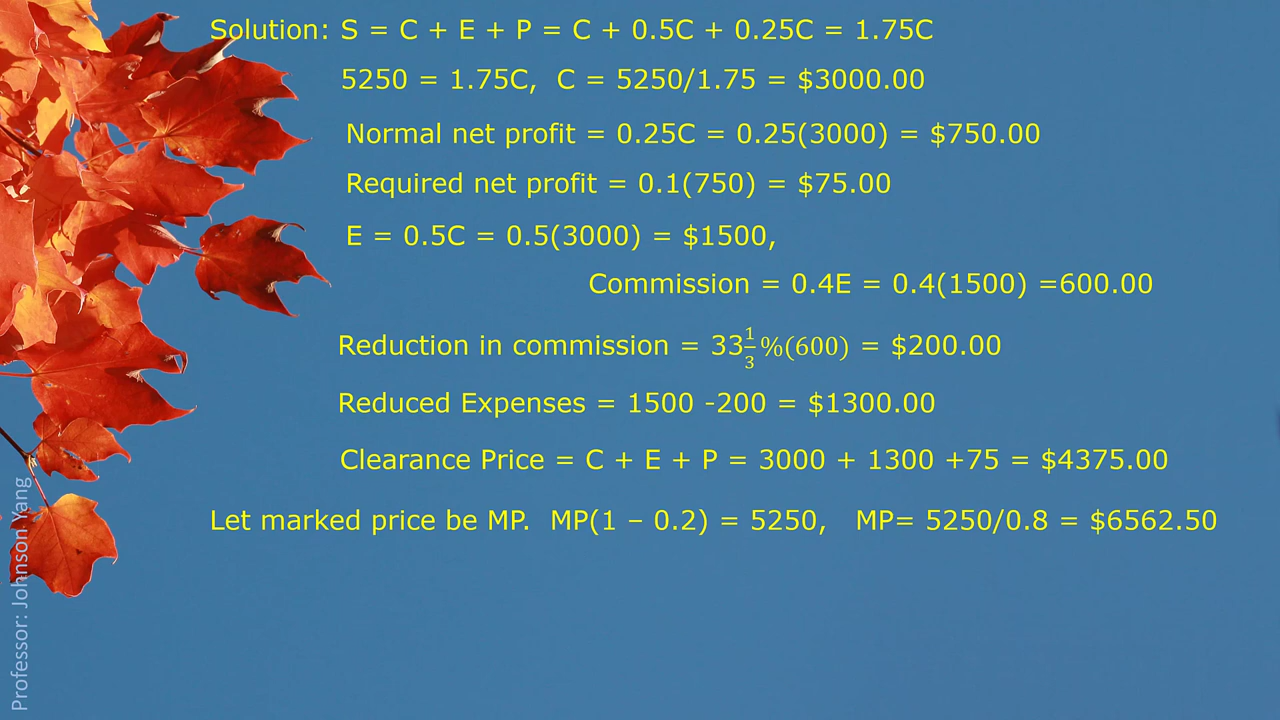 Solution: S = C + E + P = C + 0.5C + 0.25C = 1.75C
5250 = 1.75C, C = 5250/1.75 = $3000.00
Normal net profit = 0.25C = 0.25(3000) = $750.00
Required net profit = 0.1(750) = $75.00
E = 0.5C = 0.5(3000) = $1500,
Commission = 0.4E = 0.4(1500) =600.00
Reduction in commission = 33 1/3 %(600) = $200.00
Reduced Expenses = 1500 -200 = $1300.00
Clearance Price = C + E + P = 3000 + 1300 +75 = $4375.00
Let marked price be MP. MP(1 – 0.2) = 5250, MP= 5250/0.8 = $6562.50
Professor: Johnson Yang